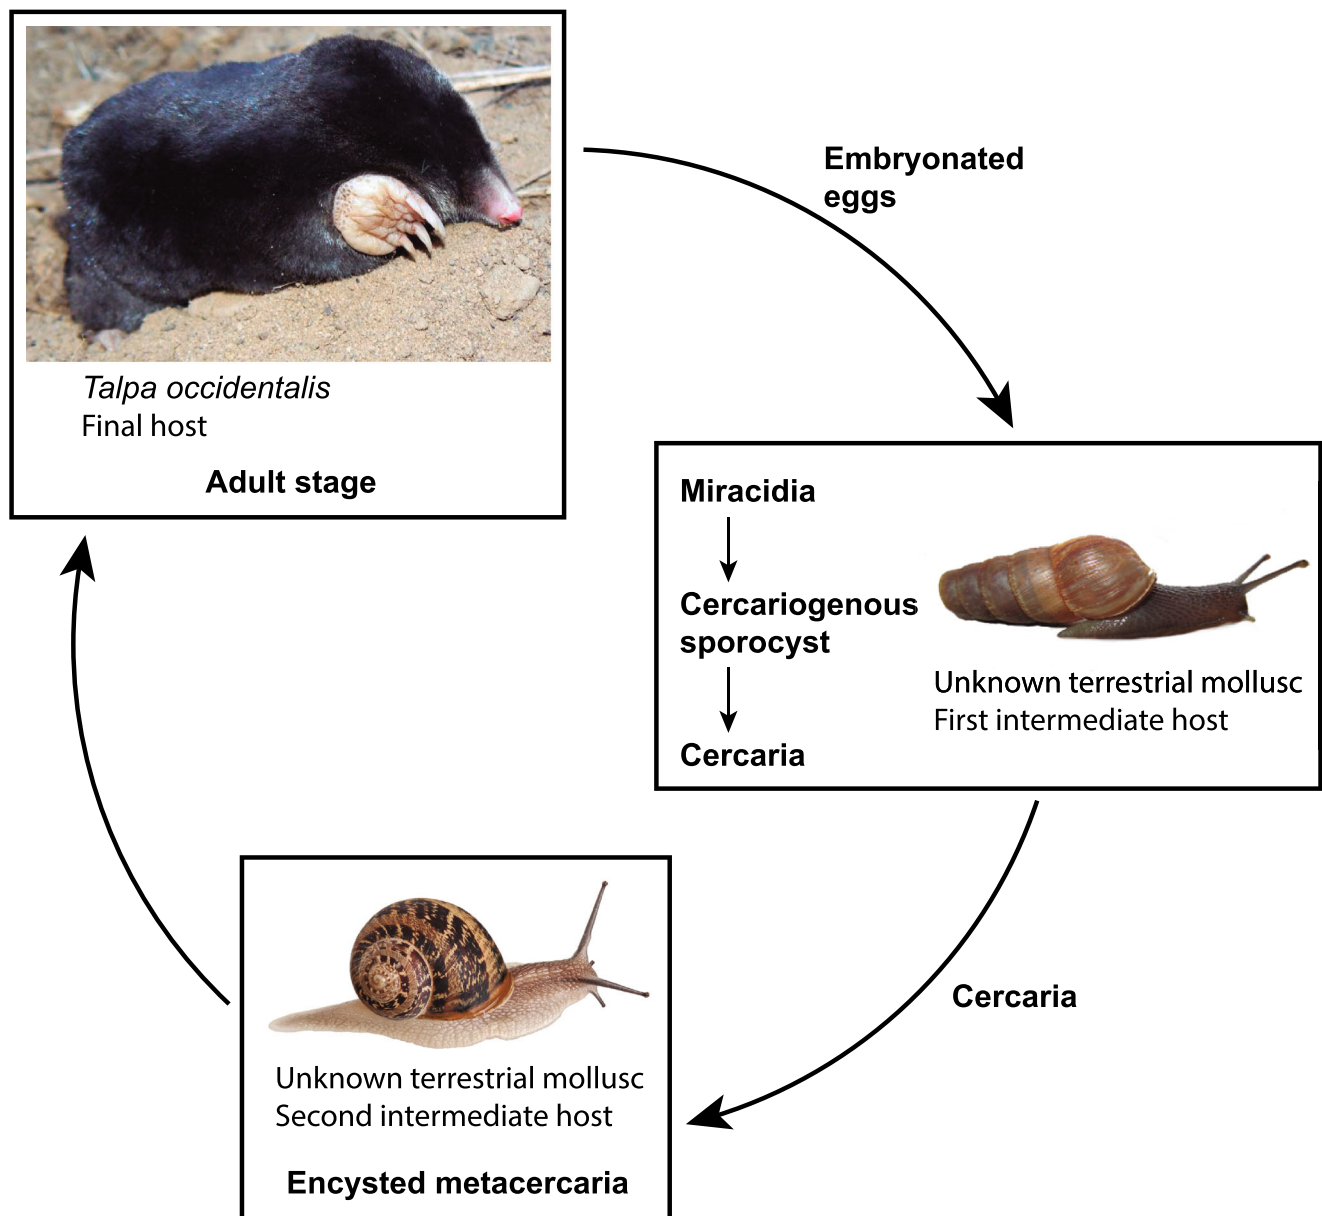 Talpa occidentalis
Final host
Adult stage
Embryonated
eggs
Miracidia
Cercariogenous
sporocyst
Cercaria
Unknown terrestrial mollusc
First intermediate host
Cercaria
Unknown terrestrial mollusc
Second intermediate host
Encysted metacercaria